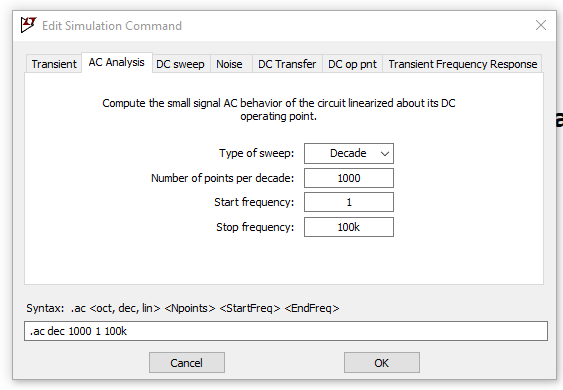 Edit Simulation Command
Transient AC Analysis DC sweep Noise DC Transfer DC op pnt Transient Frequency Response
Compute the small signal AC behavior of the circuit linearized about its DC
operating point.
Type of sweep: Decade
Number of points per decade: 1000
Start frequency: 1
Stop frequency: 100k
Syntax: .ac <oct, dec, lin> <Npoints> <StartFreq> <EndFreq>
.ac dec 1000 1 100k
Cancel OK